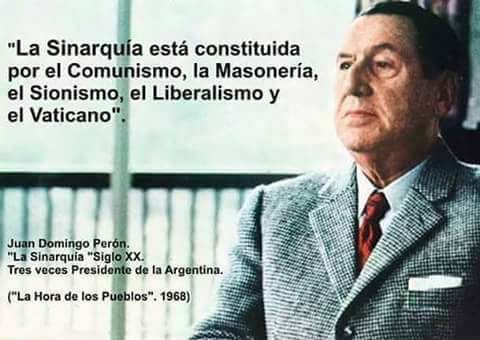 "La Sinarquía está constituida
por el Comunismo, la Masonería,
el Sionismo, el Liberalismo y
el Vaticano".
Juan Domingo Perón.
"La Sinarquía "Siglo XX.
Tres veces Presidente de la Argentina.
("La Hora de los Pueblos". 1968)